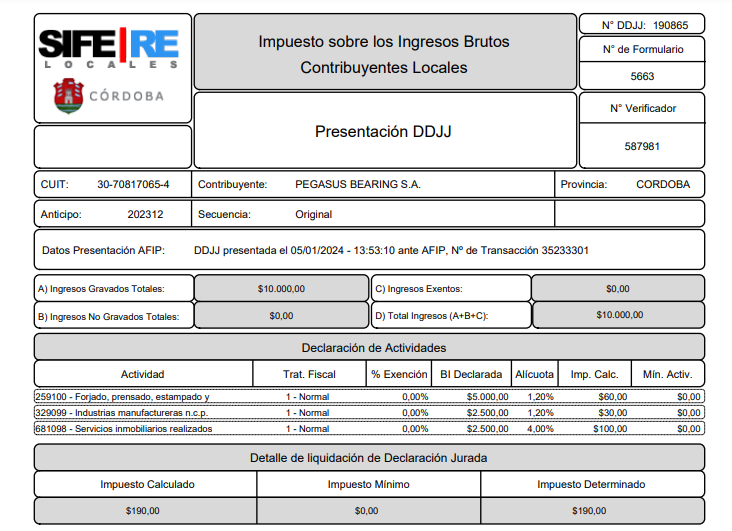 SIFE|RE
LOCALES
CÓRDOBA
Impuesto sobre los Ingresos Brutos
Contribuyentes Locales
Presentación DDJJ
N° DDJJ: 190865
N° de Formulario
5663
N° Verificador
587981
CUIT: 30-70817065-4 Contribuyente: PEGASUS BEARING S.A. Provincia: CORDOBA
Anticipo: 202312 Secuencia: Original
Datos Presentación AFIP: DDJJ presentada el 05/01/2024 - 13:53:10 ante AFIP, Nº de Transacción 35233301
A) Ingresos Gravados Totales: $10.000,00 C) Ingresos Exentos: $0,00
B) Ingresos No Gravados Totales: $0,00 D) Total Ingresos (A+B+C): $10.000,00
Declaración de Actividades
Actividad Trat. Fiscal % Exención BI Declarada Alícuota Imp. Calc. Mín. Activ.
259100 - Forjado, prensado, estampado y 1 - Normal 0,00% $5.000,00 1,20% $60,00 $0,00
329099 - Industrias manufactureras n.c.p. 1 - Normal 0,00% $2.500,00 1,20% $30,00 $0,00
681098 - Servicios inmobiliarios realizados 1 - Normal 0,00% $2.500,00 4,00% $100,00 $0,00
Detalle de liquidación de Declaración Jurada
Impuesto Calculado Impuesto Mínimo Impuesto Determinado
$190,00 $0,00 $190,00